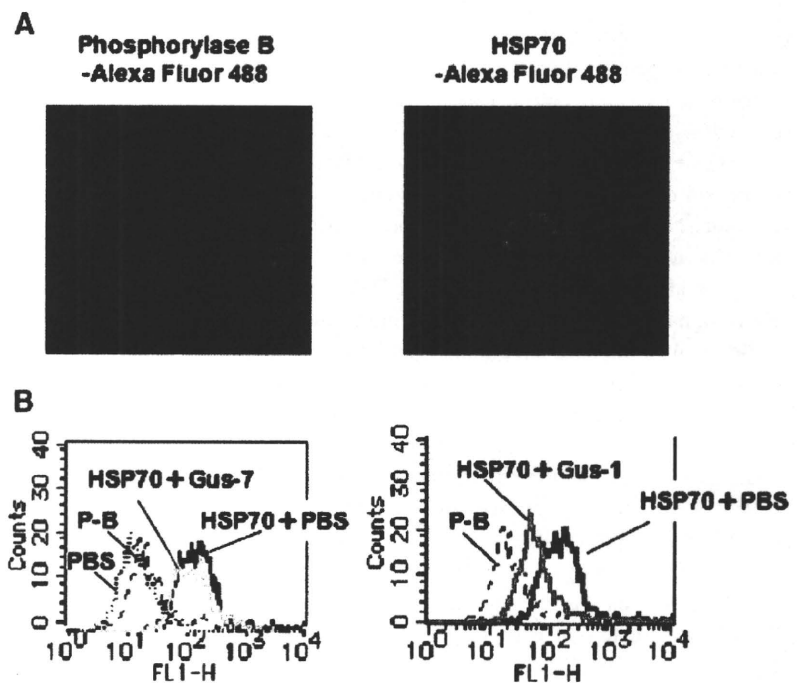 A
Phosphorylase B
-Alexa Fluor 488
HSP70
-Alexa Fluor 488
B
40
30
20
10
0
Counts
HSP70+Gus-7
P-B
HSP70+PBS
PBS
10^0 10^1 10^2 10^3 10^4
FL1-H
40
30
20
10
0
Counts
HSP70+Gus-1
P-B
HSP70+PBS
10^0 10^1 10^2 10^3 10^4
FL1-H